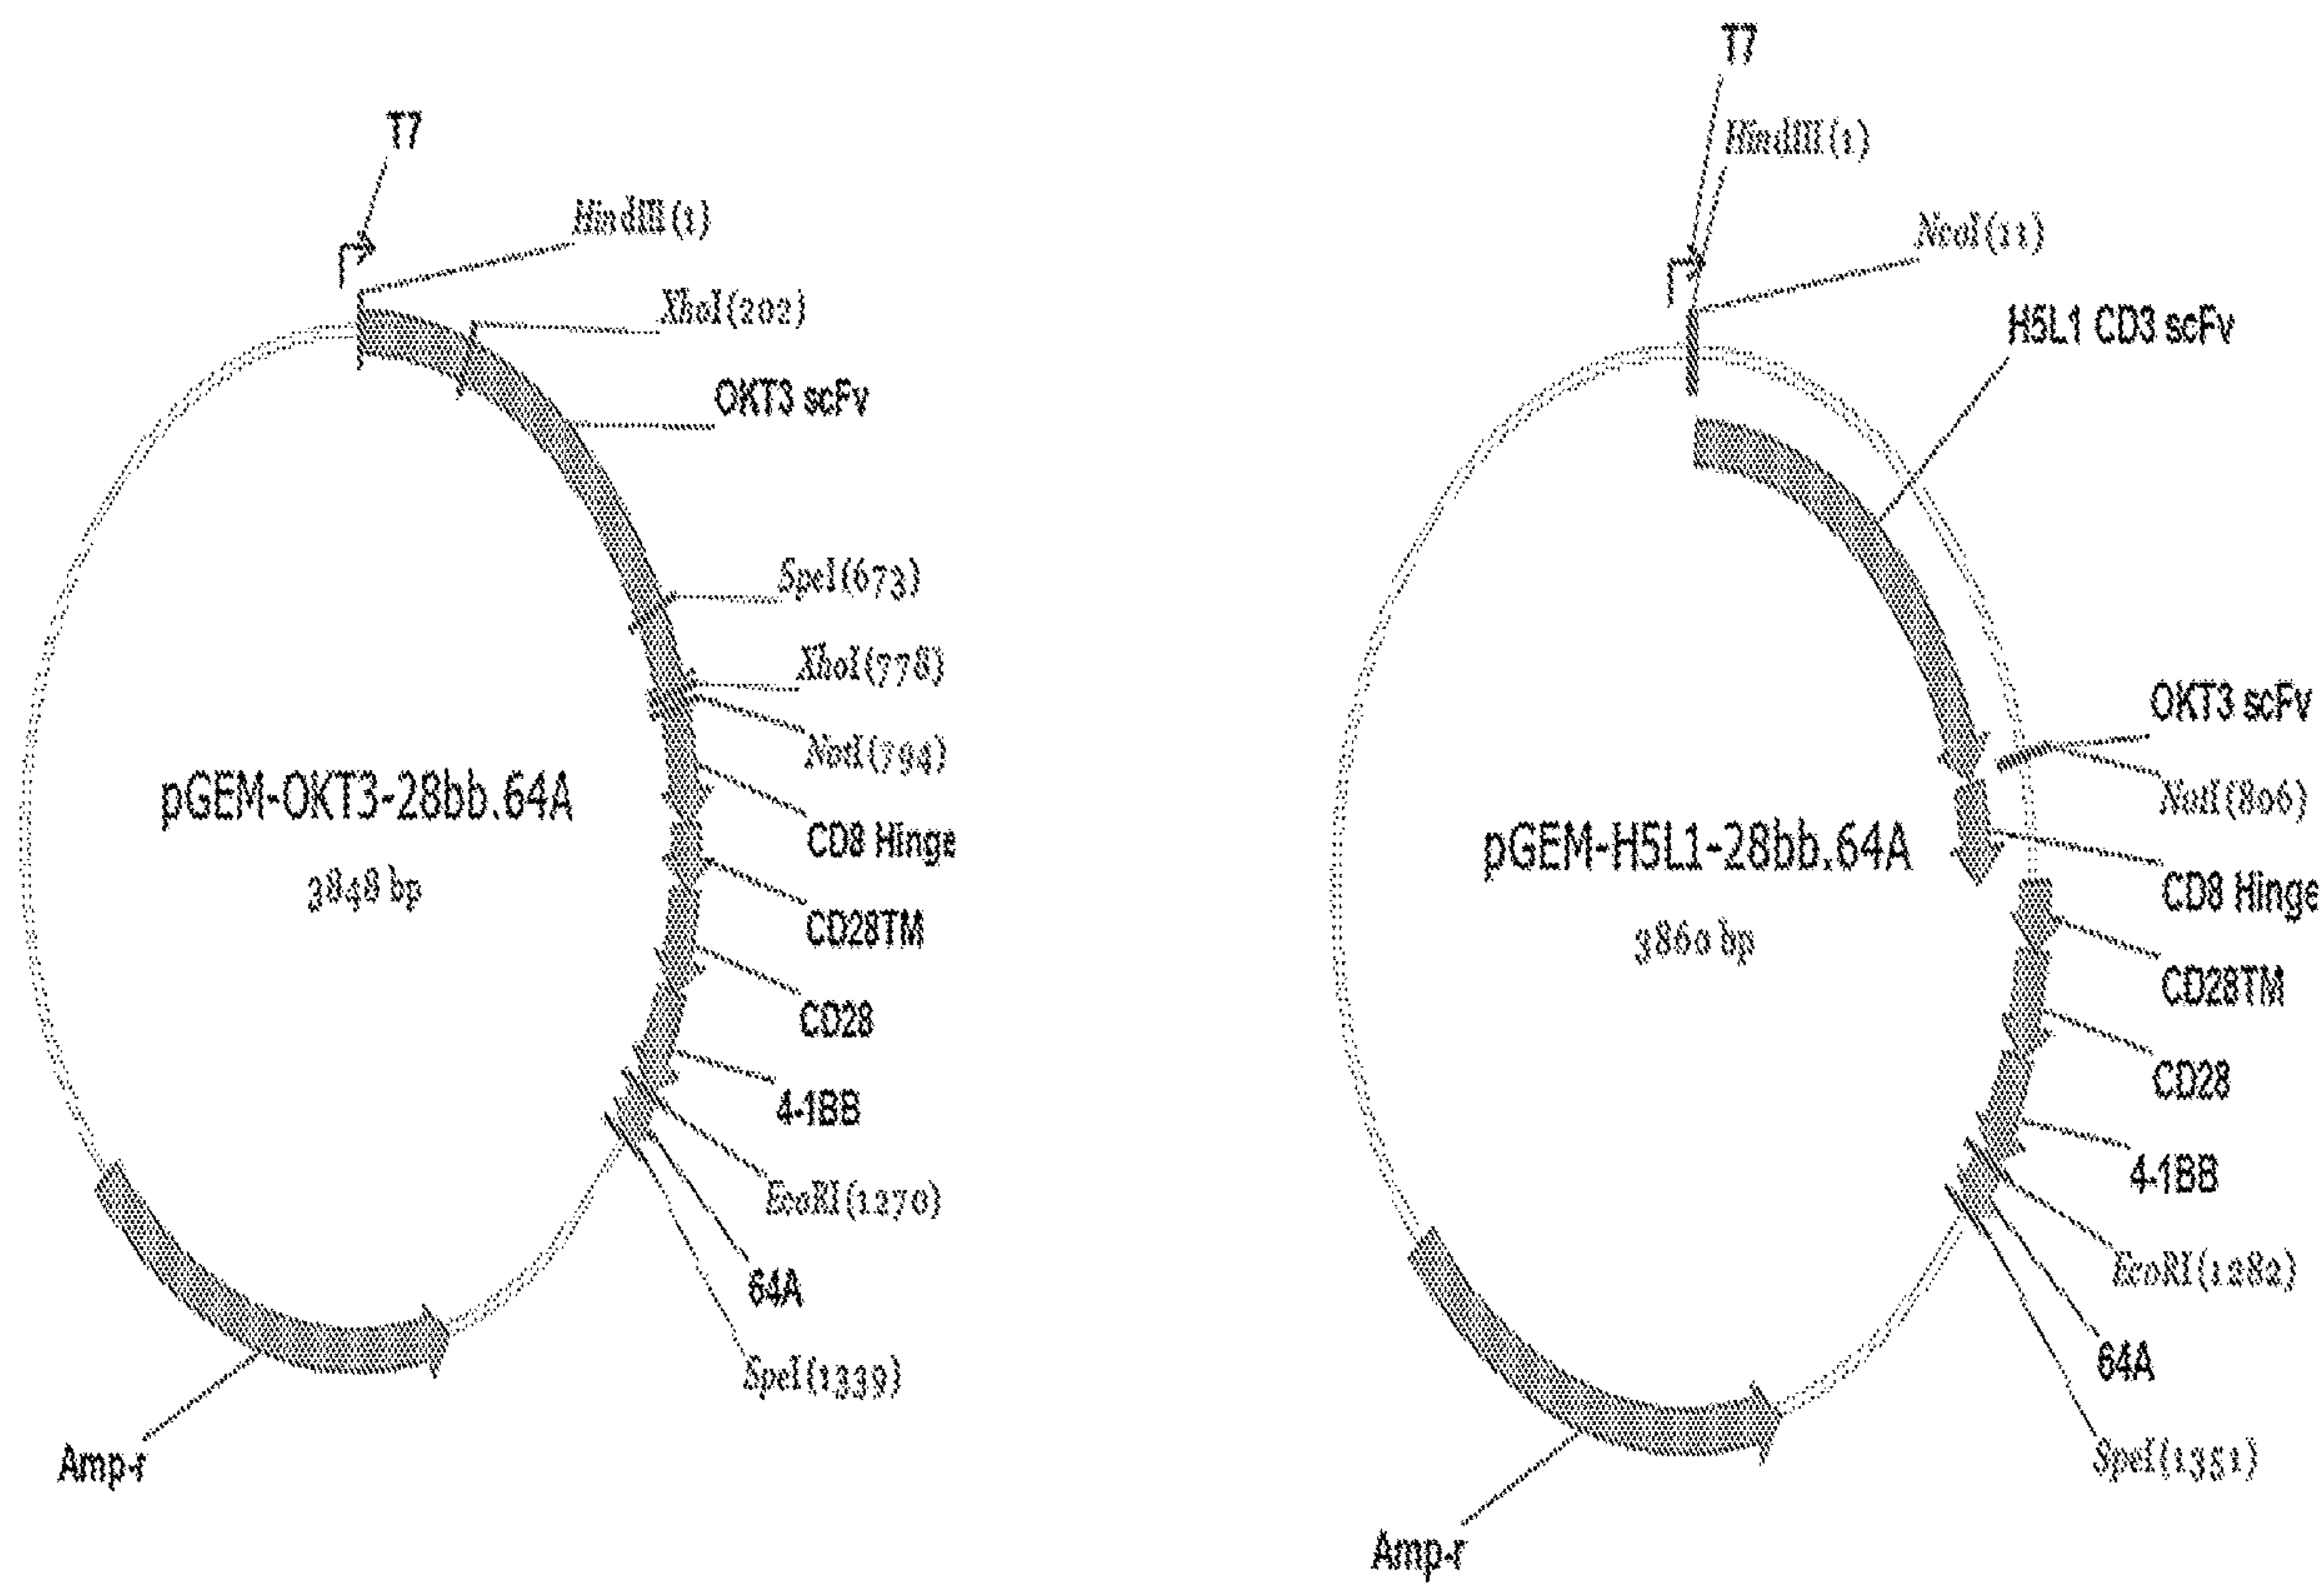 T7
HindIII(1)
XhoI(202)
OKT3 scFv
SpeI(673)
XhoI(778)
NotI(794)
pGEM-OKT3-28bb.64A
3848 bp
CD8 Hinge
CD28TM
CD28
4-1BB
EcoRI(1270)
64A
SpeI(1339)
Amp-r
T7
HindIII(1)
NcoI(11)
H5L1 CD3 scFv
OKT3 scFv
NotI(806)
pGEM-H5L1-28bb.64A
3860 bp
CD8 Hinge
CD28TM
CD28
4-1BB
EcoRI(1282)
64A
SpeI(1351)
Amp-r